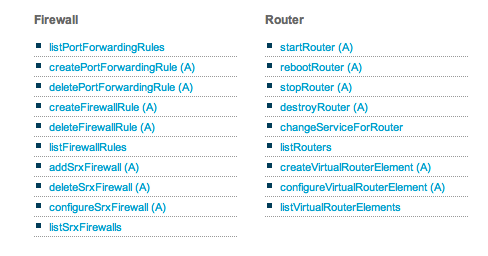 Firewall
listPortForwardingRules
createPortForwardingRule (A)
deletePortForwardingRule (A)
createFirewallRule (A)
deleteFirewallRule (A)
listFirewallRules
addSrxFirewall (A)
deleteSrxFirewall (A)
configureSrxFirewall (A)
listSrxFirewalls
Router
startRouter (A)
rebootRouter (A)
stopRouter (A)
destroyRouter (A)
changeServiceForRouter
listRouters
createVirtualRouterElement (A)
configureVirtualRouterElement (A)
listVirtualRouterElements